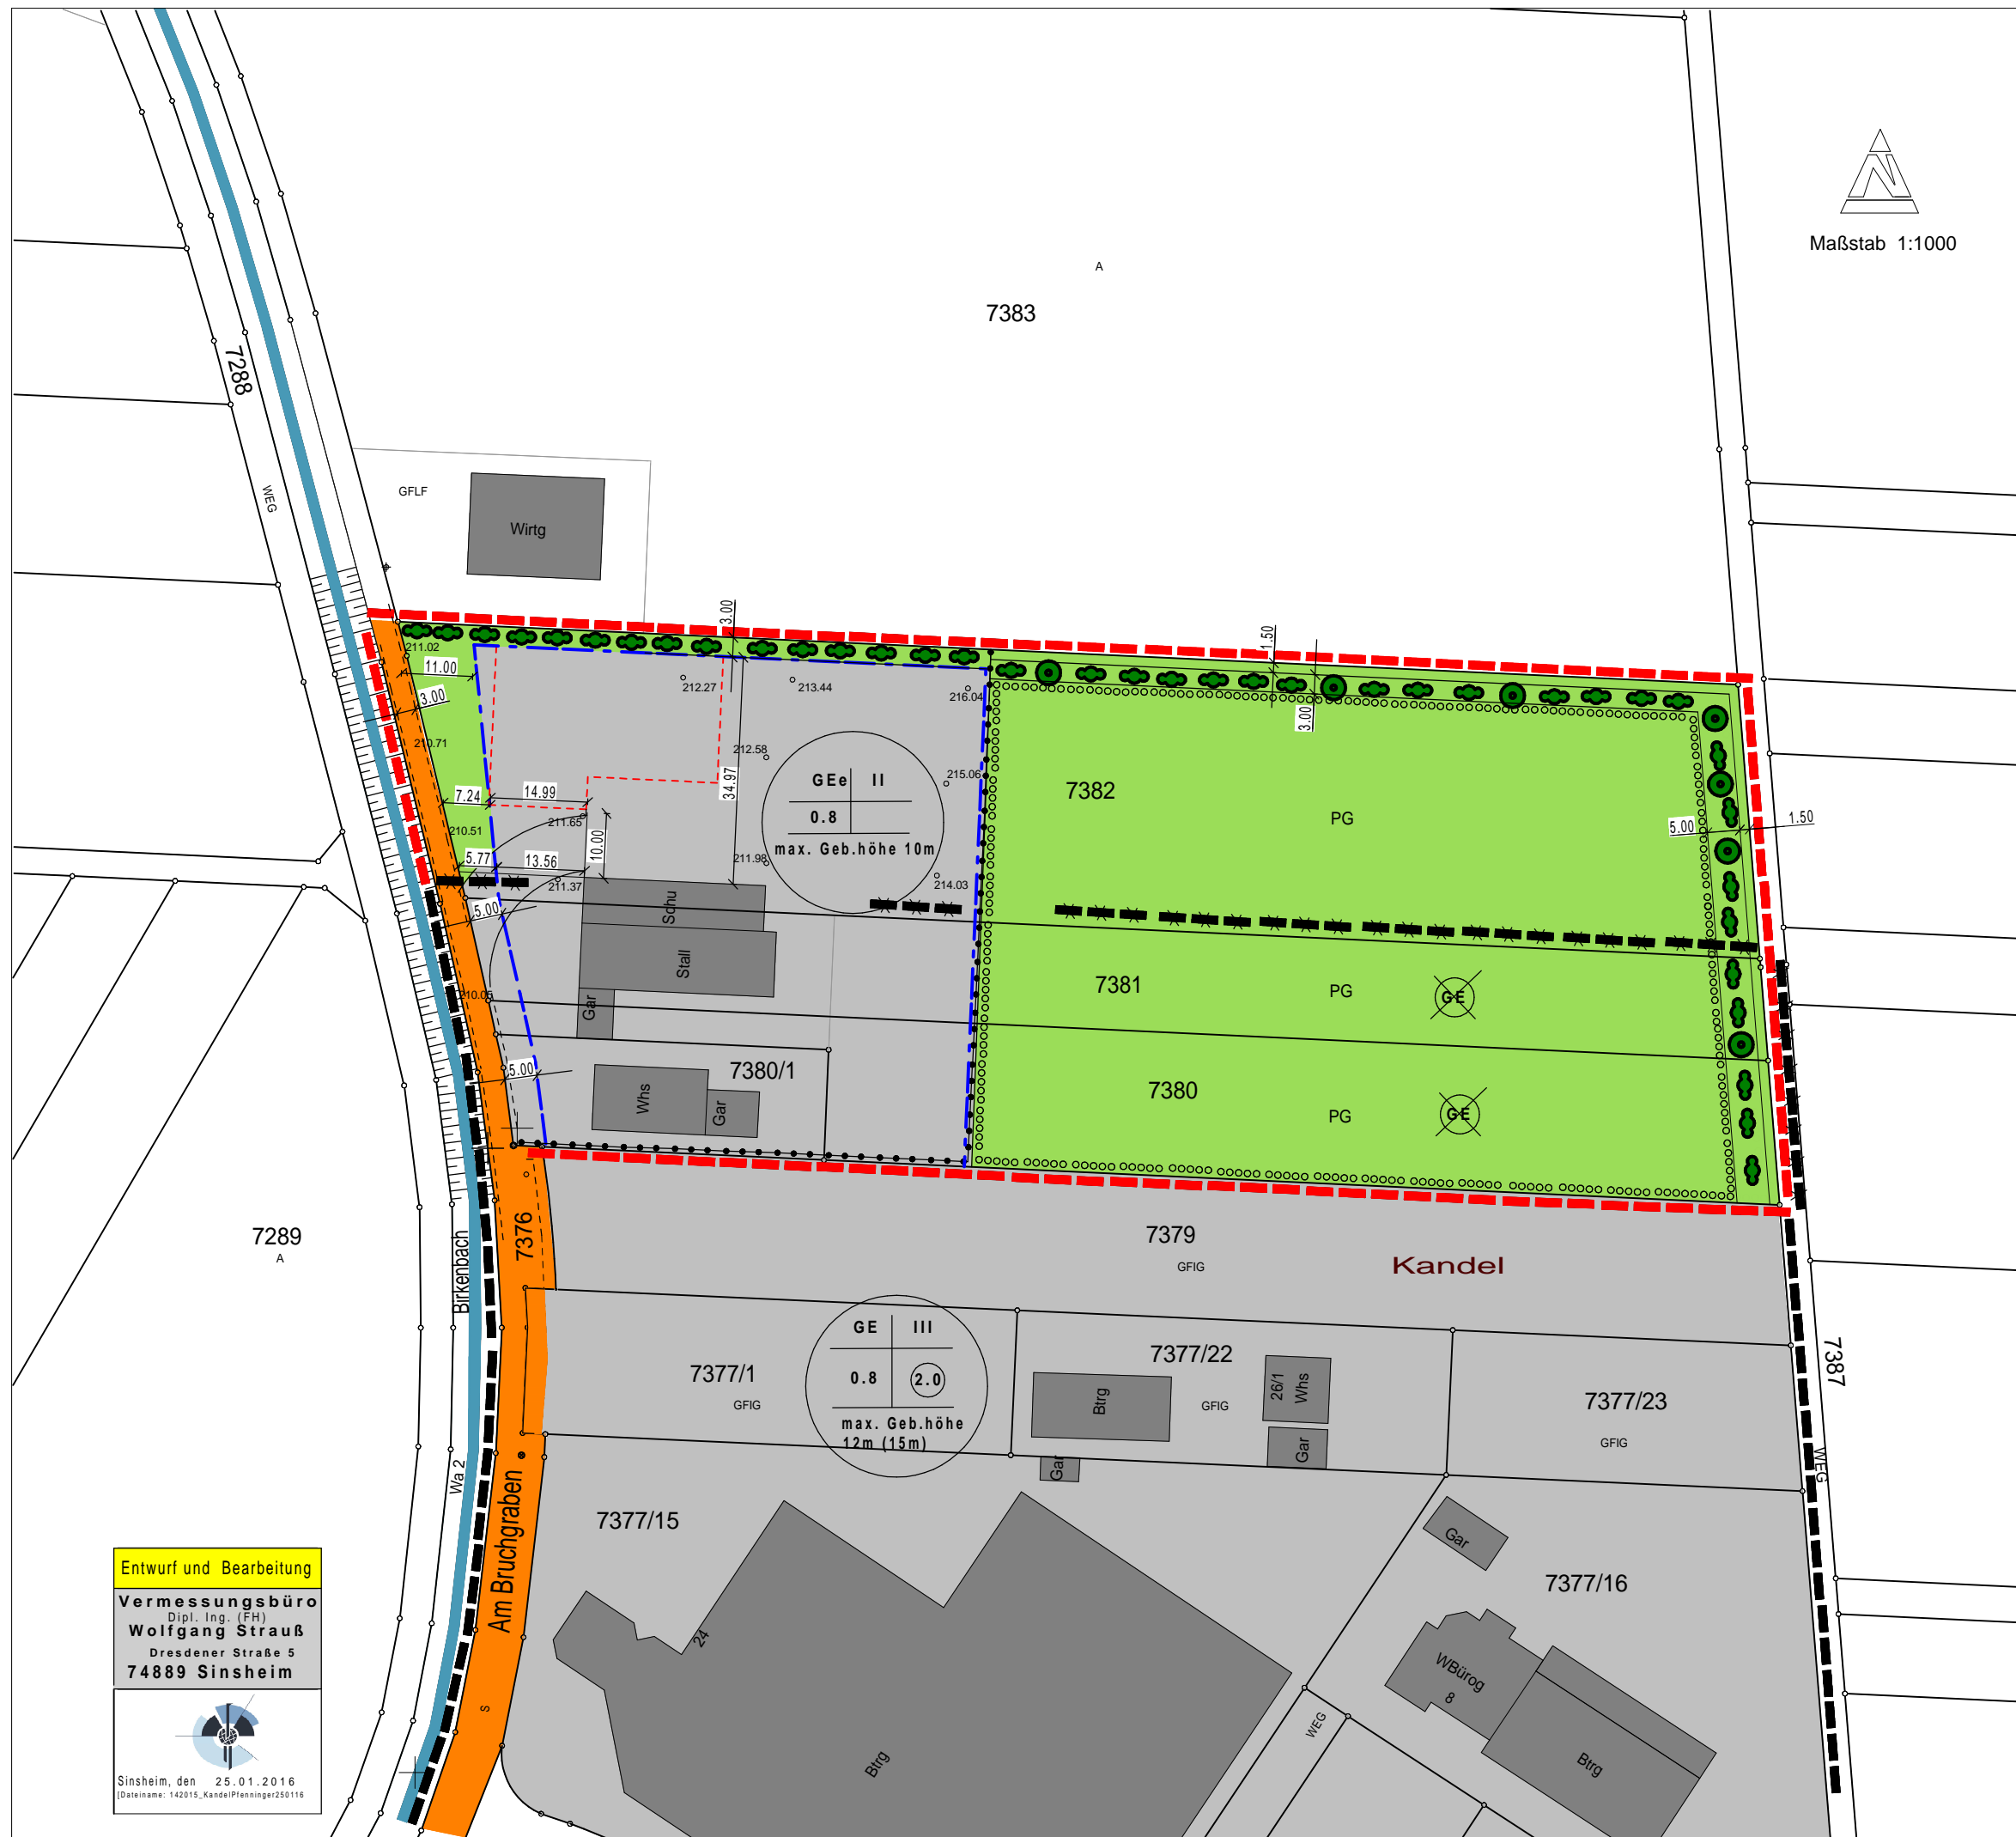 Maßstab 1:1000
A
7383
7288
WEG
GFLF
Wirtg
3.00
1.50
211.02
11.00
3.00
212.27
213.44
216.04
3.00
210.71
212.58
215.06
34.97
GEe II
0.8
max. Geb.höhe 10m
7382
PG
5.00
1.50
7.24
14.99
211.65
210.51
10.00
5.77
13.56
211.98
211.37
214.03
5.00
Schu
Stall
Gar
210.05
7381
PG
GE
5.00
7380/1
Whs
Gar
7380
PG
GE
7289
A
Birkenbach
7376
7379
GFIG
Kandel
7387
GE III
0.8 2.0
max. Geb.höhe
12m (15m)
7377/1
GFIG
7377/22
GFIG
Btrg
26/1
Whs
Gar
Gar
7377/23
GFIG
WEG
Wa 2
Am Bruchgraben
S
7377/15
24
Btrg
Gar
7377/16
WBürog
8
Btrg
WEG
Entwurf und Bearbeitung
Vermessungsbüro
Dipl. Ing. (FH)
Wolfgang Strauß
Dresdener Straße 5
74889 Sinsheim
Sinsheim, den 25.01.2016
[Dateiname: 142015_KandelPfenninger250116